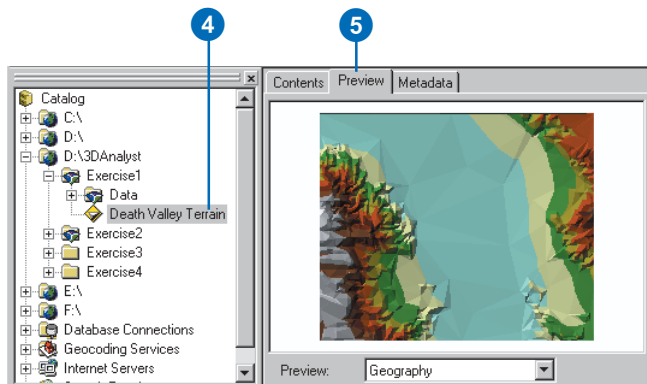 4
5
Contents Preview Metadata
Catalog
C:\
D:\
D:\3DAnalyst
Exercise1
Data
Death Valley Terrain
Exercise2
Exercise3
Exercise4
E:\
F:\
Database Connections
Geocoding Services
Internet Servers
Preview: Geography